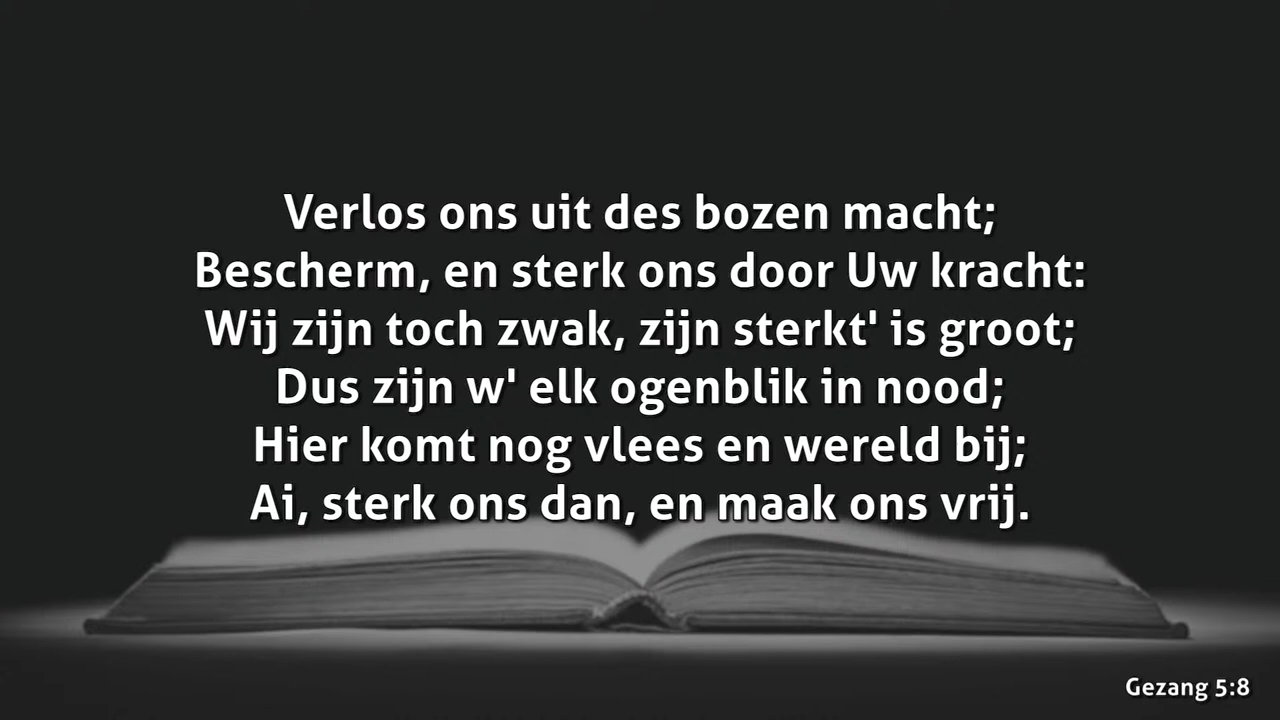 Verlos ons uit des bozen macht;
Bescherm, en sterk ons door Uw kracht:
Wij zijn toch zwak, zijn sterkt' is groot;
Dus zijn w' elk ogenblik in nood;
Hier komt nog vlees en wereld bij;
Ai, sterk ons dan, en maak ons vrij.
Gezang 5:8